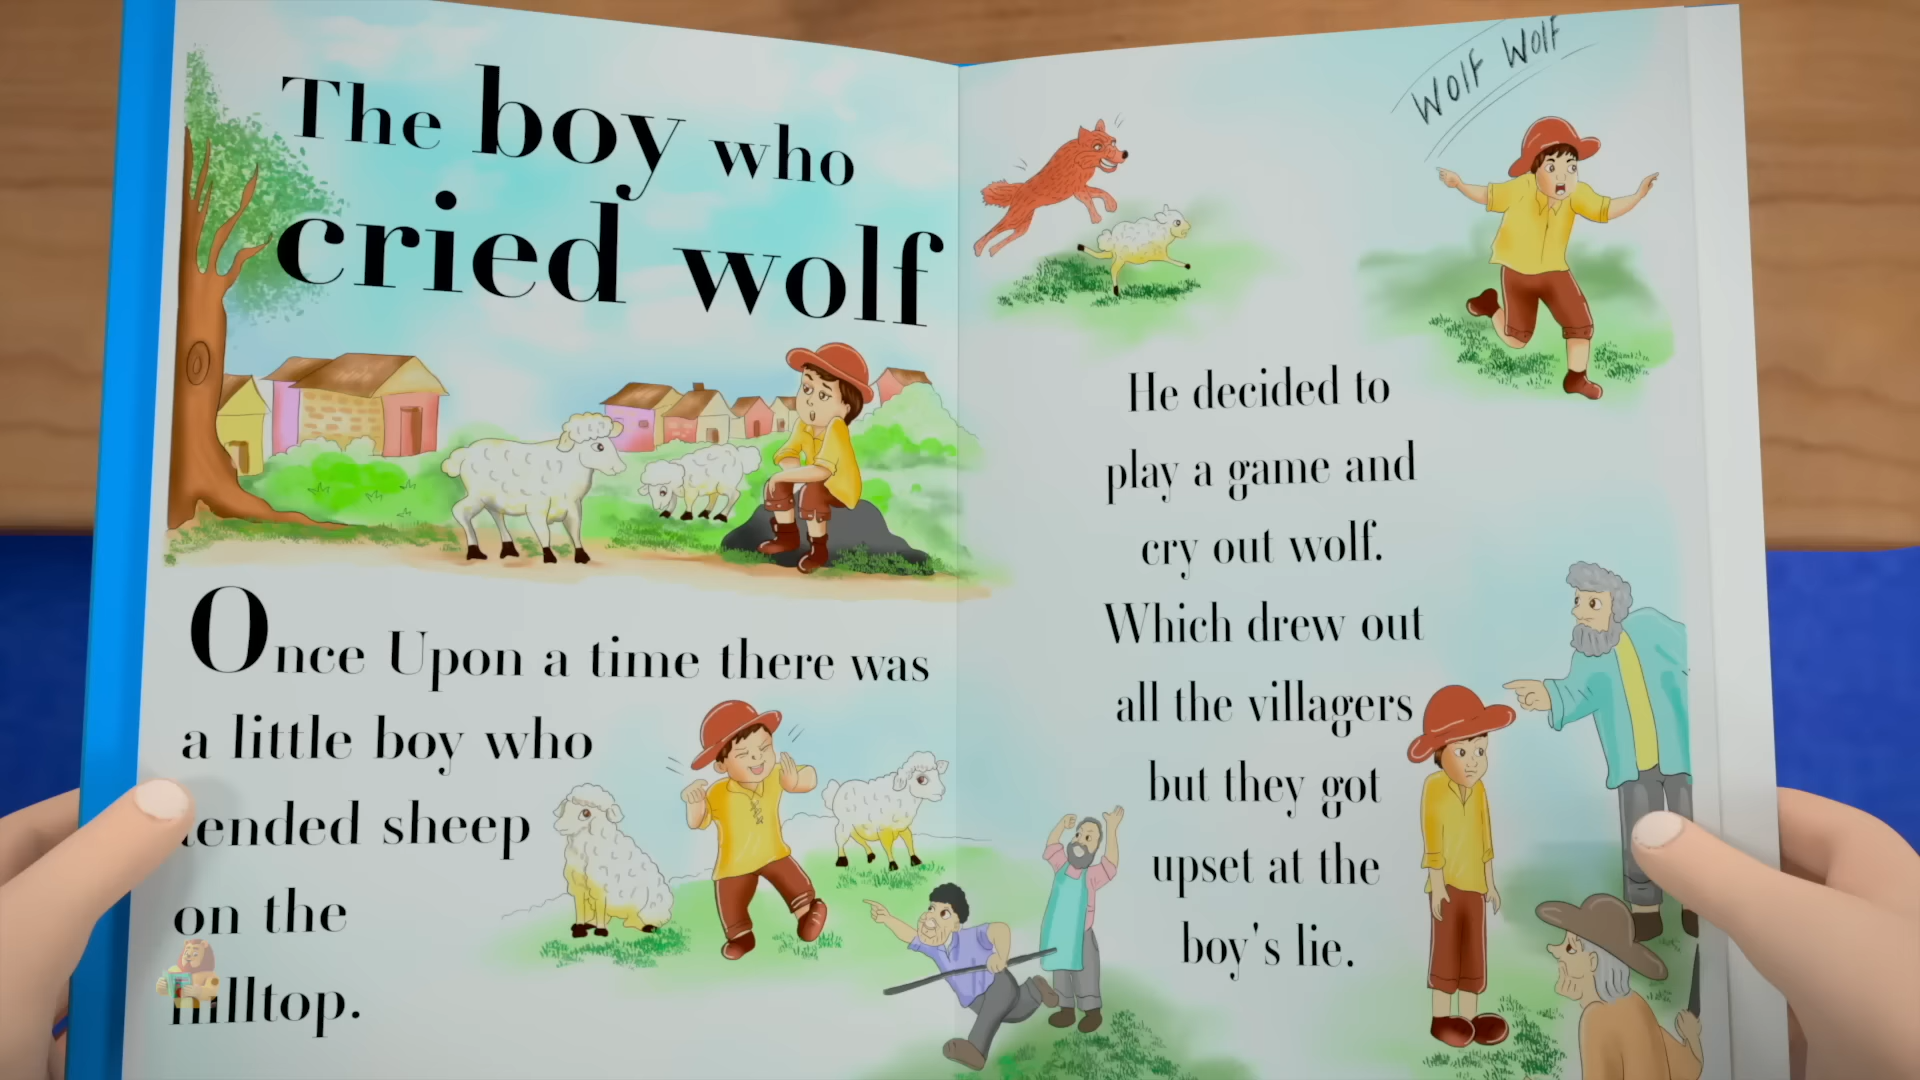 The boy who
cried wolf
Once Upon a time there was
a little boy who
tended sheep
on the
hilltop.
WOLF WOLF
He decided to
play a game and
cry out wolf.
Which drew out
all the villagers
but they got
upset at the
boy's lie.